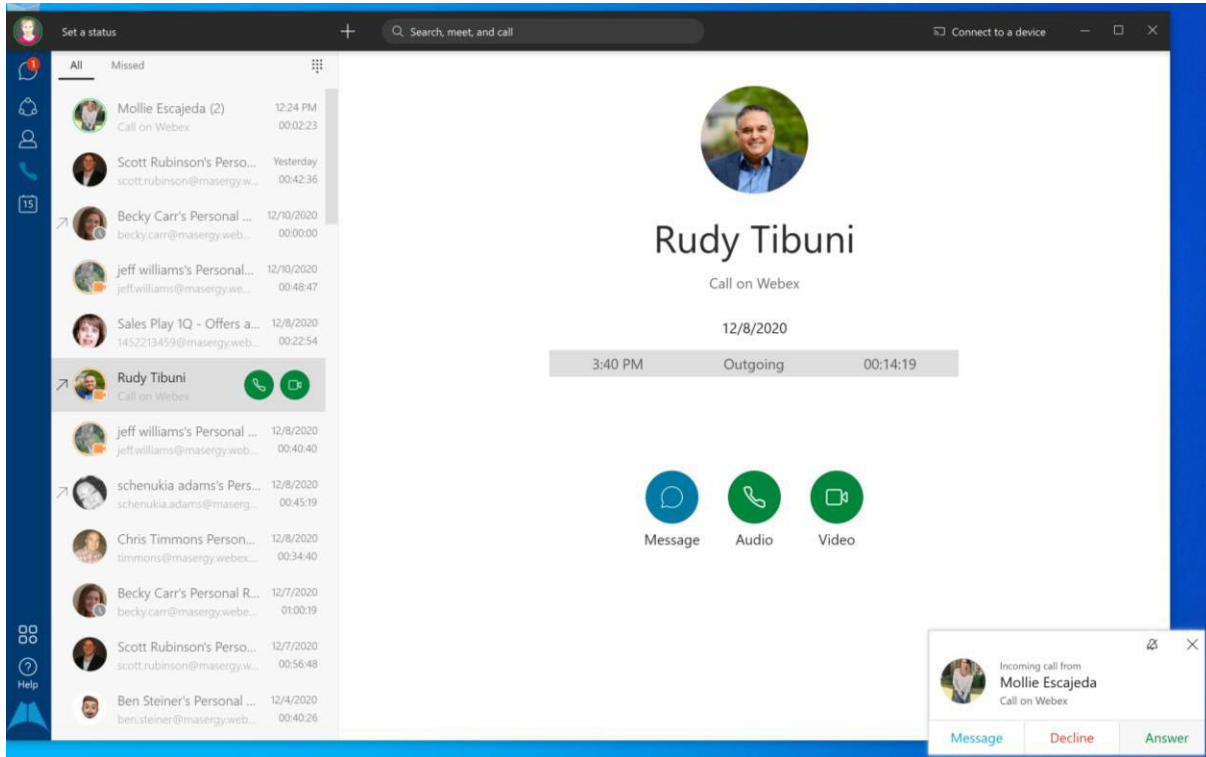 Set a status
Search, meet, and call
Connect to a device
1
All Missed
Mollie Escajeda (2) 12:24 PM
Call on Webex 00:02:23
Scott Rubinson's Perso... Yesterday
scott.rubinson@masergy.w... 00:42:36
Becky Carr's Personal ... 12/10/2020
becky.carr@masergy.web... 00:00:00
jeff williams's Personal... 12/10/2020
jeff.williams@masergy.we... 00:48:47
Sales Play 1Q - Offers a... 12/8/2020
1452213459@masergy.web... 00:22:54
Rudy Tibuni
Call on Webex
jeff williams's Personal ... 12/8/2020
jeff.williams@masergy.web... 00:40:40
schenukia adams's Pers... 12/8/2020
schenukia.adams@maserg... 00:45:19
Chris Timmons Person... 12/8/2020
timmons@masergy.webex.... 00:34:40
Becky Carr's Personal R... 12/7/2020
becky.carr@masergy.webe... 01:00:19
Scott Rubinson's Perso... 12/7/2020
scott.rubinson@masergy.w... 00:56:48
Ben Steiner's Personal ... 12/4/2020
ben.steiner@masergy.web... 00:40:26
15
Help
Rudy Tibuni
Call on Webex
12/8/2020
3:40 PM Outgoing 00:14:19
Message Audio Video
Incoming call from
Mollie Escajeda
Call on Webex
Message Decline Answer